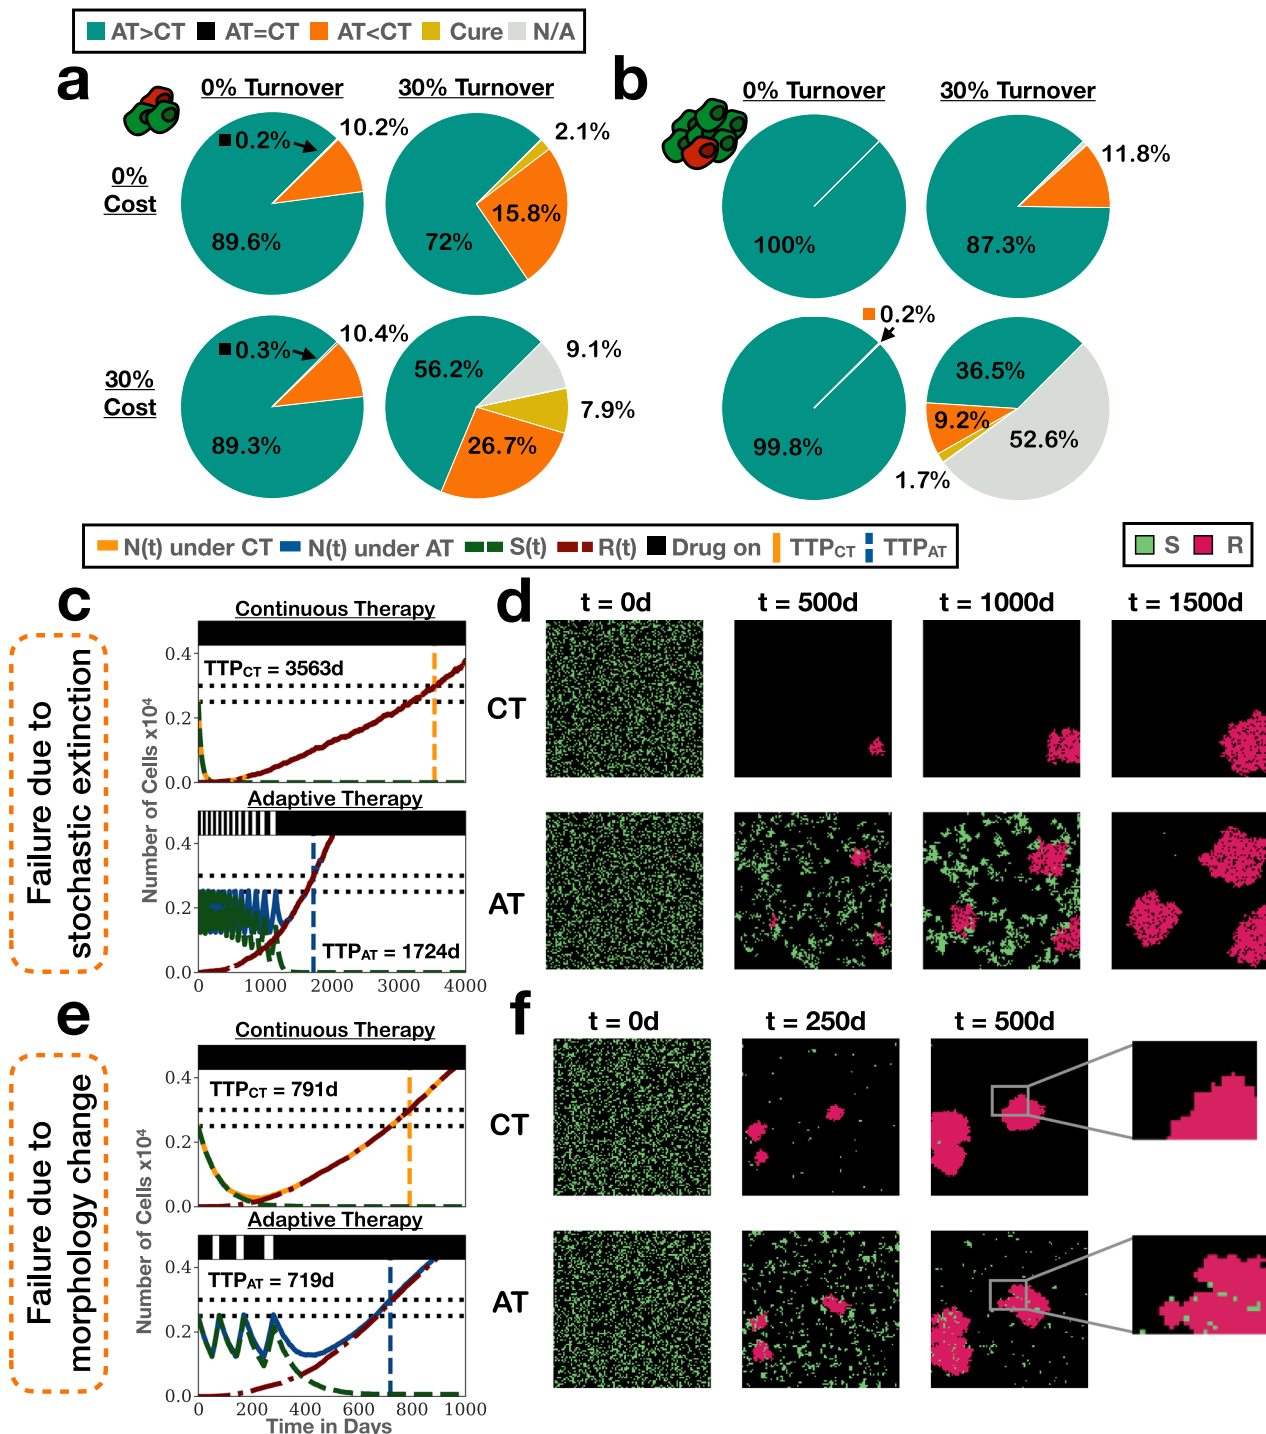 AT>CT AT=CT AT<CT Cure N/A
a
0% Turnover 30% Turnover
b
0% Turnover 30% Turnover
0%
Cost
0.2% 10.2%
89.6%
2.1%
15.8%
72%
100%
11.8%
87.3%
30%
Cost
0.3% 10.4%
89.3%
56.2%
9.1%
7.9%
26.7%
0.2%
99.8%
36.5%
9.2%
52.6%
1.7%
N(t) under CT N(t) under AT S(t) R(t) Drug on TTPCT TTPAT
S R
c
Failure due to
stochastic extinction
Continuous Therapy
TTPCT = 3563d
0.4
0.2
0.0
Number of Cells x10⁴
Adaptive Therapy
0.4
0.2
0.0
TTPAT = 1724d
0 1000 2000 3000 4000
d
t = 0d t = 500d t = 1000d t = 1500d
CT
AT
e
Failure due to
morphology change
Continuous Therapy
TTPCT = 791d
0.4
0.2
0.0
Number of Cells x10⁴
Adaptive Therapy
TTPAT = 719d
0.4
0.2
0.0
0 200 400 600 800 1000
Time in Days
f
t = 0d t = 250d t = 500d
CT
AT